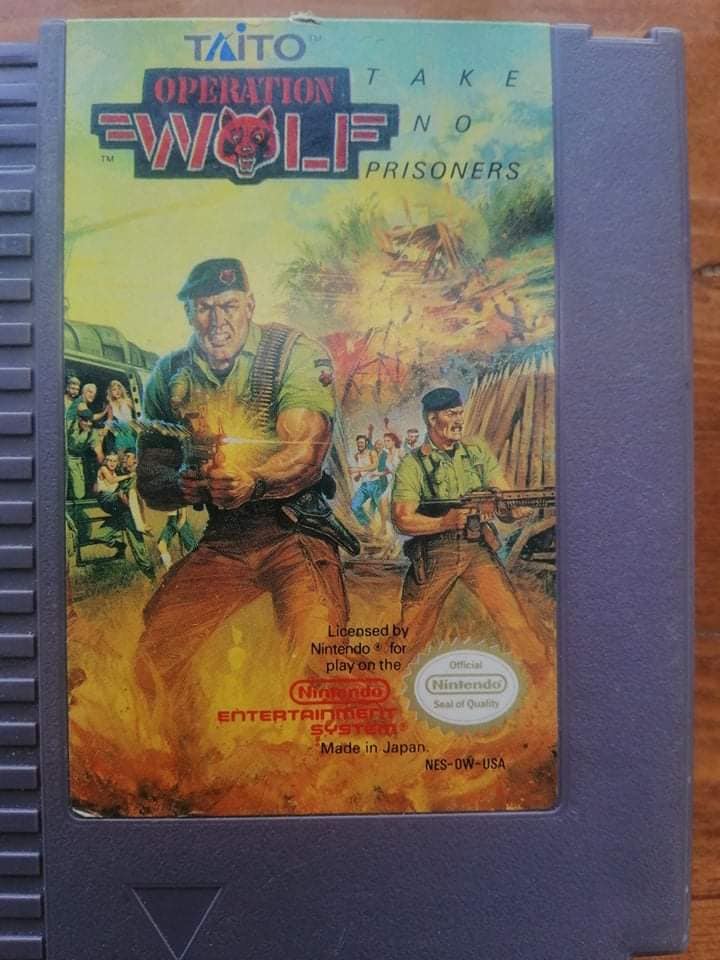 TAITO™
OPERATION
WOLF
™
TAKE
NO
PRISONERS
Licensed by
Nintendo® for
play on the
Nintendo
ENTERTAINMENT
SYSTEM®
Made in Japan.
Official
Nintendo
Seal of Quality
NES-OW-USA